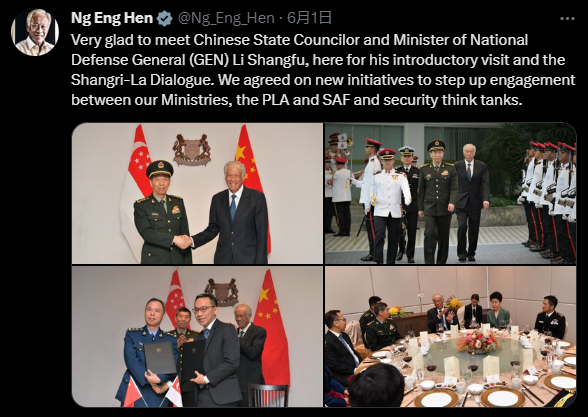 Ng Eng Hen @Ng_Eng_Hen · 6月1日
Very glad to meet Chinese State Councilor and Minister of National
Defense General (GEN) Li Shangfu, here for his introductory visit and the
Shangri-La Dialogue. We agreed on new initiatives to step up engagement
between our Ministries, the PLA and SAF and security think tanks.